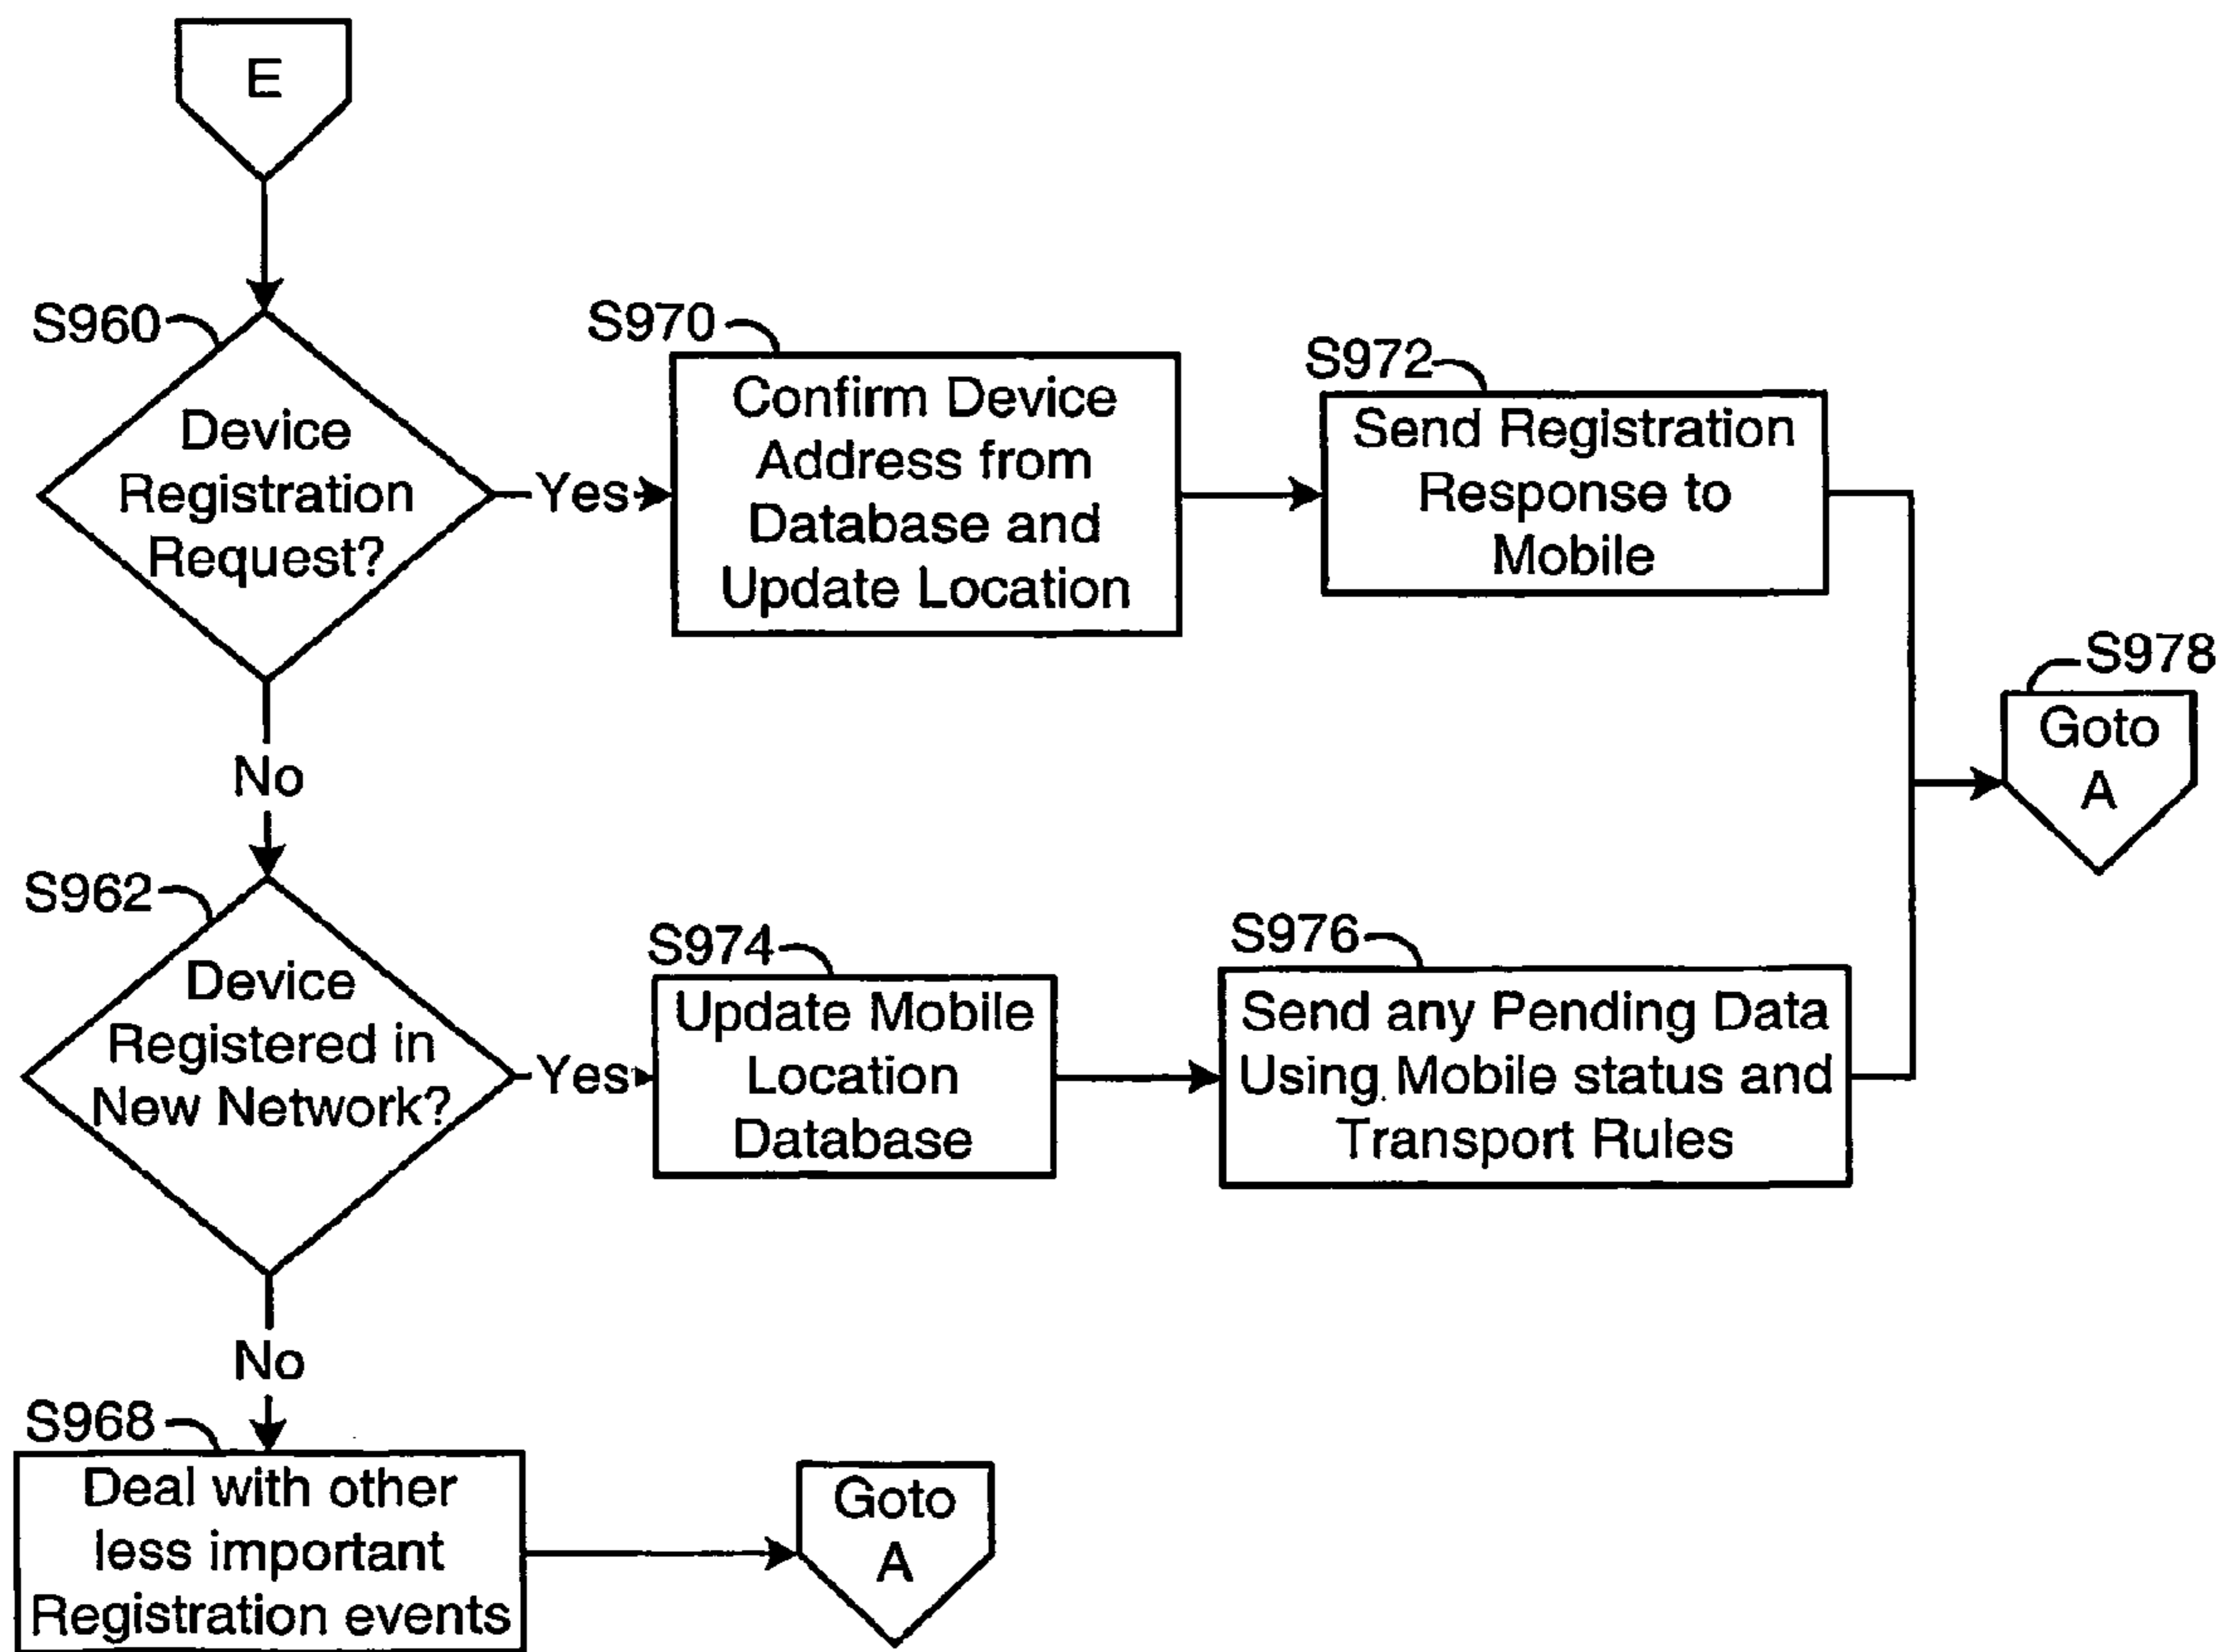 E
S960
Device
Registration
Request?
Yes
S970
Confirm Device
Address from
Database and
Update Location
S972
Send Registration
Response to
Mobile
S978
Goto
A
No
S962
Device
Registered in
New Network?
Yes
S974
Update Mobile
Location
Database
S976
Send any Pending Data
Using Mobile status and
Transport Rules
No
S968
Deal with other
less important
Registration events
Goto
A